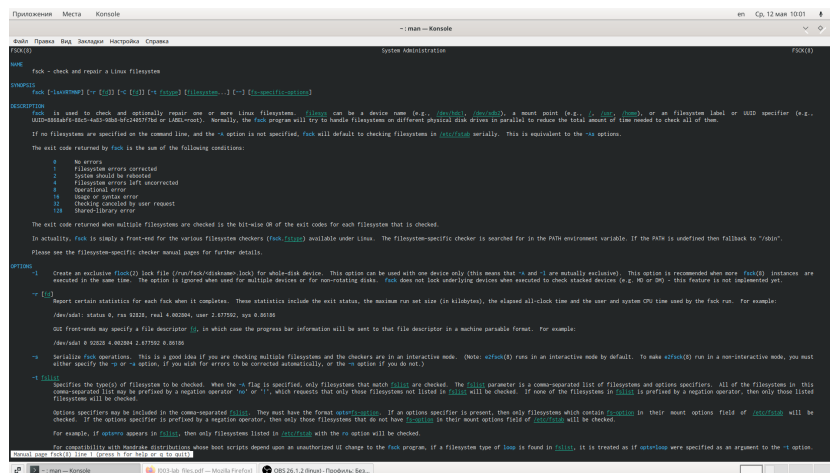 Приложения Места Konsole en Ср, 12 мая 10:01
~ : man — Konsole
Файл Правка Вид Закладки Настройка Справка
FSCK(8) System Administration FSCK(8)
NAME
fsck - check and repair a Linux filesystem
SYNOPSIS
fsck [-lsAVRTMNP] [-r [fd]] [-C [fd]] [-t fstype] [filesystem...] [--] [fs-specific-options]
DESCRIPTION
fsck is used to check and optionally repair one or more Linux filesystems. filesys can be a device name (e.g., /dev/hdc1, /dev/sdb2), a mount point (e.g., /, /usr, /home), or an filesystem label or UUID specifier (e.g.,
UUID=8868abf6-88c5-4a83-98b8-bfc24057f7bd or LABEL=root). Normally, the fsck program will try to handle filesystems on different physical disk drives in parallel to reduce the total amount of time needed to check all of them.
If no filesystems are specified on the command line, and the -A option is not specified, fsck will default to checking filesystems in /etc/fstab serially. This is equivalent to the -As options.
The exit code returned by fsck is the sum of the following conditions:
0 No errors
1 Filesystem errors corrected
2 System should be rebooted
4 Filesystem errors left uncorrected
8 Operational error
16 Usage or syntax error
32 Checking canceled by user request
128 Shared-library error
The exit code returned when multiple filesystems are checked is the bit-wise OR of the exit codes for each filesystem that is checked.
In actuality, fsck is simply a front-end for the various filesystem checkers (fsck.fstype) available under Linux. The filesystem-specific checker is searched for in the PATH environment variable. If the PATH is undefined then fallback to "/sbin".
Please see the filesystem-specific checker manual pages for further details.
OPTIONS
-l Create an exclusive flock(2) lock file (/run/fsck/<diskname>.lock) for whole-disk device. This option can be used with one device only (this means that -A and -l are mutually exclusive). This option is recommended when more fsck(8) instances are
executed in the same time. The option is ignored when used for multiple devices or for non-rotating disks. fsck does not lock underlying devices when executed to check stacked devices (e.g. MD or DM) - this feature is not implemented yet.
-r [fd]
Report certain statistics for each fsck when it completes. These statistics include the exit status, the maximum run set size (in kilobytes), the elapsed all-clock time and the user and system CPU time used by the fsck run. For example:
/dev/sda1: status 0, rss 92828, real 4.002804, user 2.677592, sys 0.86186
GUI front-ends may specify a file descriptor fd, in which case the progress bar information will be sent to that file descriptor in a machine parsable format. For example:
/dev/sda1 0 92828 4.002804 2.677592 0.86186
-s Serialize fsck operations. This is a good idea if you are checking multiple filesystems and the checkers are in an interactive mode. (Note: e2fsck(8) runs in an interactive mode by default. To make e2fsck(8) run in a non-interactive mode, you must
either specify the -p or -a option, if you wish for errors to be corrected automatically, or the -n option if you do not.)
-t fslist
Specifies the type(s) of filesystem to be checked. When the -A flag is specified, only filesystems that match fslist are checked. The fslist parameter is a comma-separated list of filesystems and options specifiers. All of the filesystems in this
comma-separated list may be prefixed by a negation operator 'no' or '!', which requests that only those filesystems not listed in fslist will be checked. If none of the filesystems in fslist is prefixed by a negation operator, then only those listed
filesystems will be checked.
Options specifiers may be included in the comma-separated fslist. They must have the format opts=fs-option. If an options specifier is present, then only filesystems which contain fs-option in their mount options field of /etc/fstab will be
checked. If the options specifier is prefixed by a negation operator, then only those filesystems that do not have fs-option in their mount options field of /etc/fstab will be checked.
For example, if opts=ro appears in fslist, then only filesystems listed in /etc/fstab with the ro option will be checked.
For compatibility with Mandrake distributions whose boot scripts depend upon an unauthorized UI change to the fsck program, if a filesystem type of loop is found in fslist, it is treated as if opts=loop were specified as an argument to the -t option.
Manual page fsck(8) line 1 (press h for help or q to quit)
~ : man — Konsole l003-lab_files.pdf — Mozilla Firefox! OBS 26.1.2 (linux) - Профиль: Без...